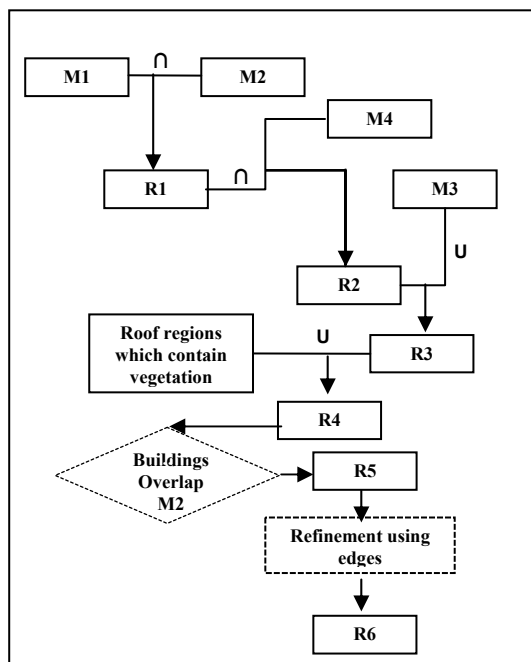 ∩
M1
M2
M4
R1
∩
M3
R2
U
Roof regions
which contain
vegetation
U
R3
R4
Buildings
Overlap
M2
R5
Refinement using
edges
R6